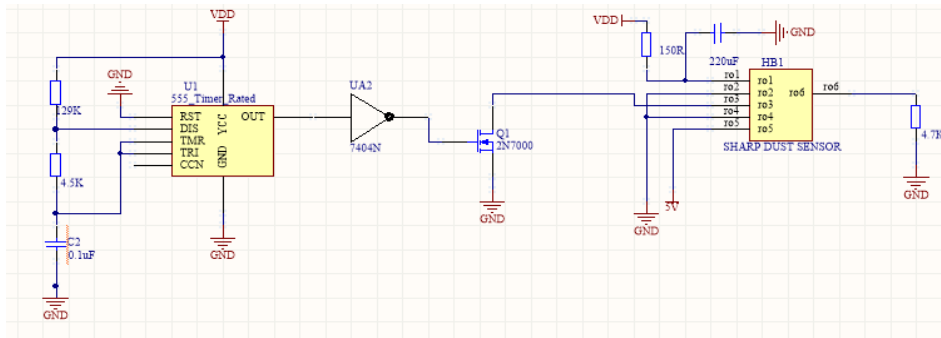 VDD
GND
U1
555_Timer_Rated
RST
DIS
TMR
TRI
CCN
VCC
GND
OUT
GND
129K
4.5K
C2
0.1uF
GND
UA2
7404N
Q1
2N7000
GND
VDD
150R
220uF
GND
HB1
ro1
ro2
ro3
ro4
ro5
ro1
ro2
ro3
ro4
ro5
ro6
ro6
SHARP DUST SENSOR
5V
GND
4.7K
GND